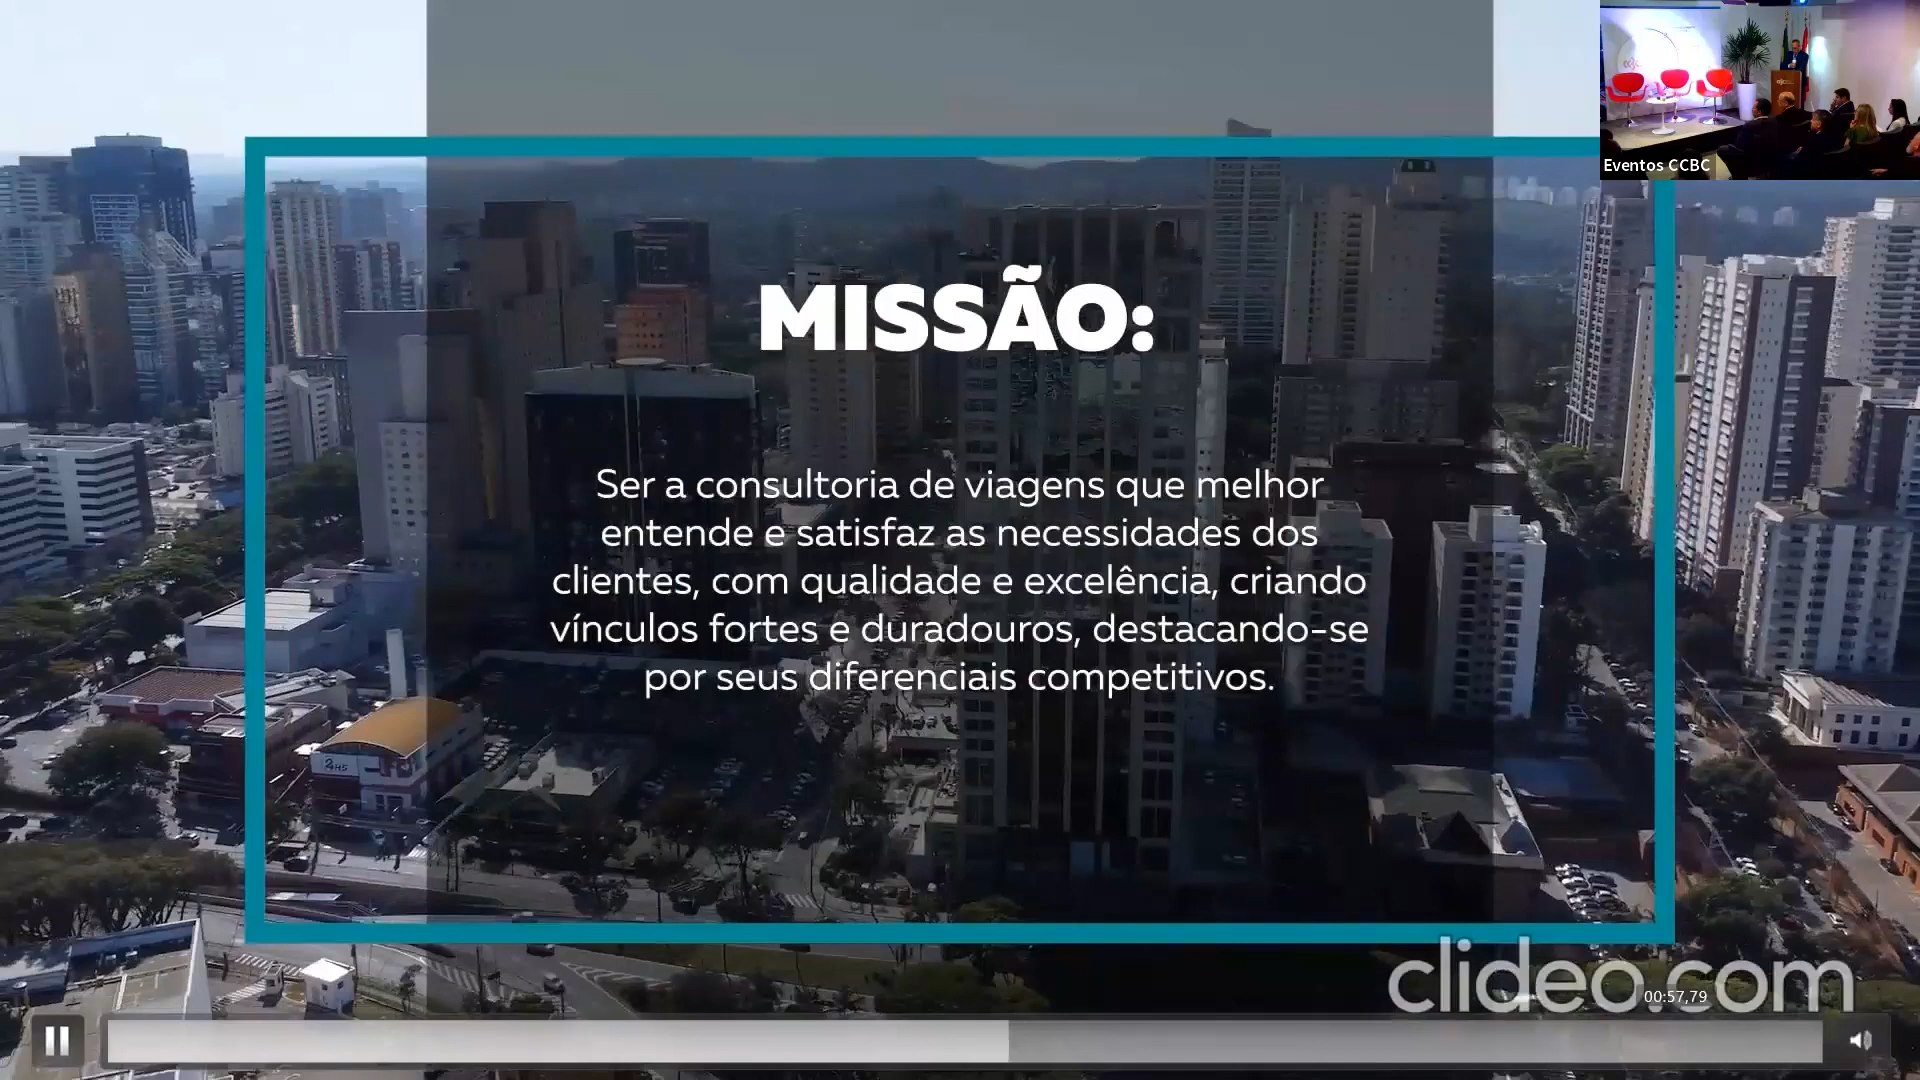 Eventos CCBC
MISSÃO:
Ser a consultoria de viagens que melhor
entende e satisfaz as necessidades dos
clientes, com qualidade e excelência, criando
vínculos fortes e duradouros, destacando-se
por seus diferenciais competitivos.
24HS
clideo.com
00:57,79